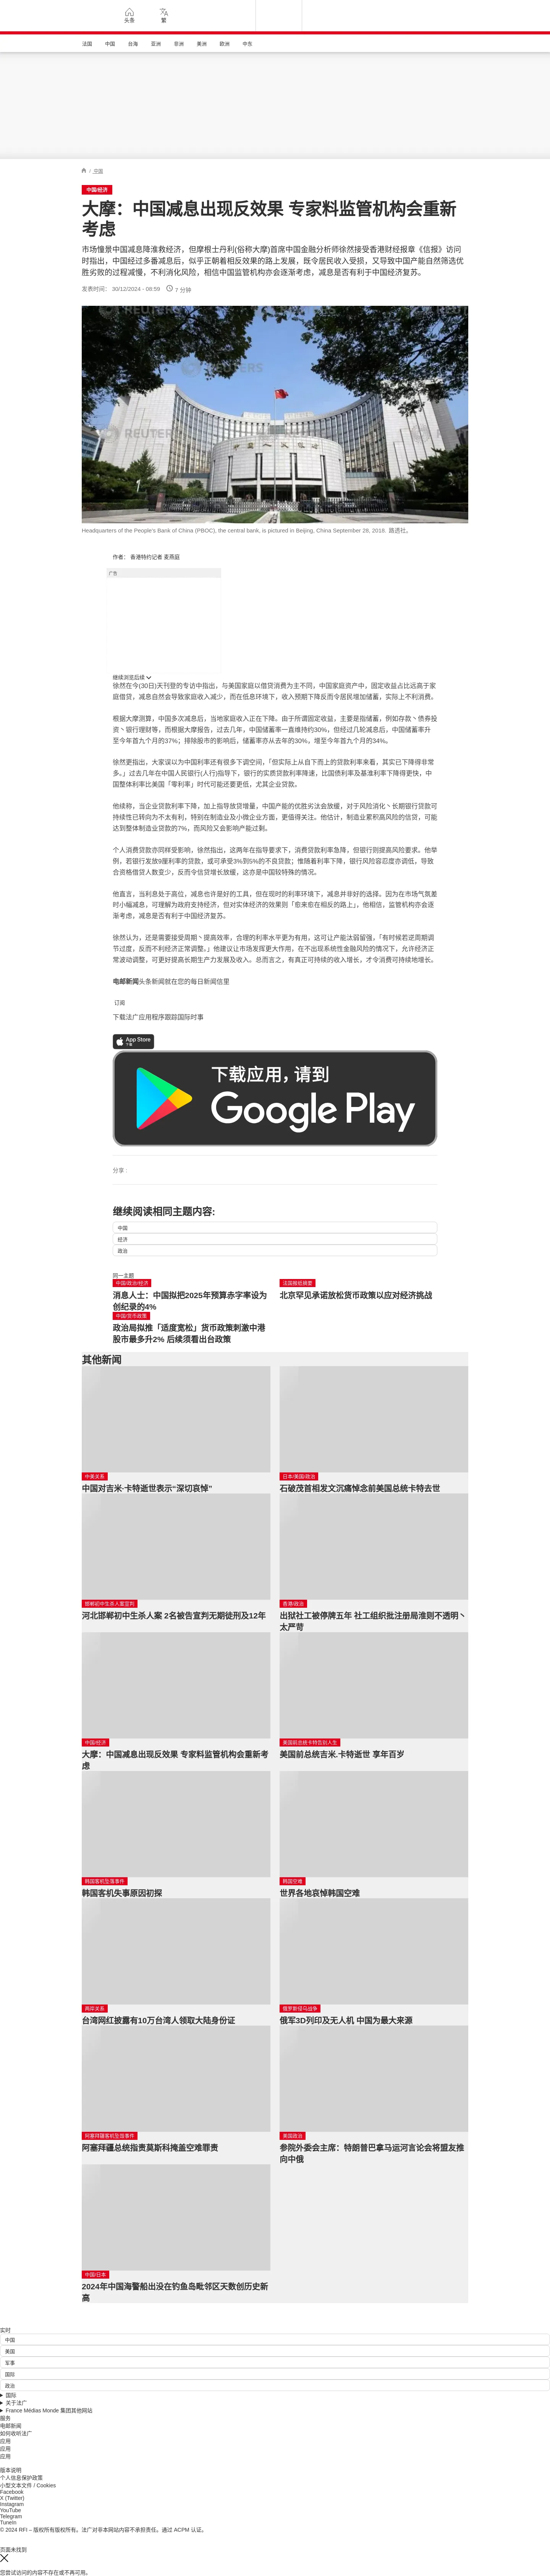 头条
繁
法国
中国
台海
亚洲
非洲
美洲
欧洲
中东
/ 中国
中国/经济
大摩：中国减息出现反效果 专家料监管机构会重新
考虑
市场憧景中国减息降淮救经济，但摩根士丹利(俗称大摩)首席中国金融分析师徐然接受香港财经报章《信报》访问
时指出，中国经过多番减息后，似乎正朝着相反效果的路上发展，既令居民收入受损，又导致中国产能自然筛选优
胜劣败的过程减慢，不利消化风险，相信中国监管机构亦会逐渐考虑，减息是否有利于中国经济复苏。
发表时间： 30/12/2024 - 08:59
7 分钟
REUTERS
中国人民银行
Headquarters of the People's Bank of China (PBOC), the central bank, is pictured in Beijing, China September 28, 2018. 路透社。
作者： 香港特约记者 麦燕庭
广告
继续浏览后续
徐然在今(30日)天刊登的专访中指出，与美国家庭以借贷消费为主不同，中国家庭资产中，固定收益占比远高于家
庭借贷，减息自然会导致家庭收入减少，而在低息环境下，收入预期下降反而令居民增加储蓄，实际上不利消费。
根据大摩测算，中国多次减息后，当地家庭收入正在下降。由于所谓固定收益，主要是指储蓄，例如存款丶债券投
资丶银行理财等，而根据大摩报告，过去几年，中国储蓄率一直维持约30%，但经过几轮减息后，中国储蓄率升
至今年首九个月的37%；排除股市的影响后，储蓄率亦从去年的30%，增至今年首九个月的34%。
徐然更指出，大家误以为中国利率还有很多下调空间，「但实际上从自下而上的贷款利率来看，其实已下降得非常
多。」过去几年在中国人民银行(人行)指导下，银行的实质贷款利率降速，比国债利率及基准利率下降得更快，中
国整体利率比美国「零利率」时代可能还要更低，尤其企业贷款。
他续称，当企业贷款利率下降，加上指导放贷增量，中国产能的优胜劣汰会放缓，对于风险消化丶长期银行贷款可
持续性已转向为不太有利，特别在制造业及小微企业方面，更值得关注。他估计，制造业累积高风险的信贷，可能
达到整体制造业贷款的7%，而风险又会影响产能过剩。
个人消费贷款亦同样受影响，徐然指出，这两年在指导要求下，消费贷款利率急降，但银行则提高风险要求。他举
例，若银行发放9厘利率的贷款，或可承受3%到5%的不良贷款；惟随着利率下降，银行风险容忍度亦调低，导致
合资格借贷人数变少，反而令信贷增长放缓，这亦是中国较特殊的情况。
他直言，当利息处于高位，减息也许是好的工具，但在现时的利率环境下，减息并非好的选择。因为在市场气氛差
时小幅减息，可理解为政府支持经济，但对实体经济的效果则「愈来愈在相反的路上」，他相信，监管机构亦会逐
渐考虑，减息是否有利于中国经济复苏。
徐然认为，还是需要接受周期丶提高效率，合理的利率水平更为有用，这可让产能汰弱留强，「有时候若逆周期调
节过度，反而不利经济正常调整。」他建议让市场发挥更大作用，在不出现系统性金融风险的情况下，允许经济正
常波动调整，可更好提高长期生产力发展及收入。总而言之，有真正可持续的收入增长，才令消费可持续地增长。
电邮新闻头条新闻就在您的每日新闻信里
订阅
下载法广应用程序跟踪国际时事
App Store
下载
下载应用，请到
Google Play
分享 :
继续阅读相同主题内容:
中国
经济
政治
同一主题
中国/政治/经济
消息人士：中国拟把2025年预算赤字率设为
创纪录的4%
法国报纸摘要
北京罕见承诺放松货币政策以应对经济挑战
中国/货币政策
政治局拟推「适度宽松」货币政策刺激中港
股市最多升2% 后续须看出台政策
其他新闻
中美关系
中国对吉米·卡特逝世表示“深切哀悼”
日本/美国/政治
石破茂首相发文沉痛悼念前美国总统卡特去世
邯郸初中生杀人案宣判
河北邯郸初中生杀人案 2名被告宣判无期徒刑及12年
香港/政治
出狱社工被停牌五年 社工组织批注册局淮则不透明丶
太严苛
中国/经济
大摩：中国减息出现反效果 专家料监管机构会重新考
虑
美国前总统卡特告别人生
美国前总统吉米.卡特逝世 享年百岁
韩国客机坠落事件
韩国客机失事原因初探
韩国空难
世界各地哀悼韩国空难
两岸关系
台湾网红披露有10万台湾人领取大陆身份证
俄罗斯侵乌战争
俄军3D列印及无人机 中国为最大来源
阿塞拜疆客机坠毁事件
阿塞拜疆总统指责莫斯科掩盖空难罪责
美国政治
参院外委会主席：特朗普巴拿马运河言论会将盟友推
向中俄
中国/日本
2024年中国海警船出没在钓鱼岛毗邻区天数创历史新
高
实时
中国
美国
军事
国际
政治
国际
关于法广
France Médias Monde 集团其他网站
服务
电邮新闻
如何收听法广
应用
应用
应用
版本说明
个人信息保护政策
小型文本文件 / Cookies
Facebook
X (Twitter)
Instagram
YouTube
Telegram
TuneIn
© 2024 RFI – 版权所有版权所有。法广对非本网站内容不承担责任。通过 ACPM 认证。
页面未找到
您尝试访问的内容不存在或不再可用。